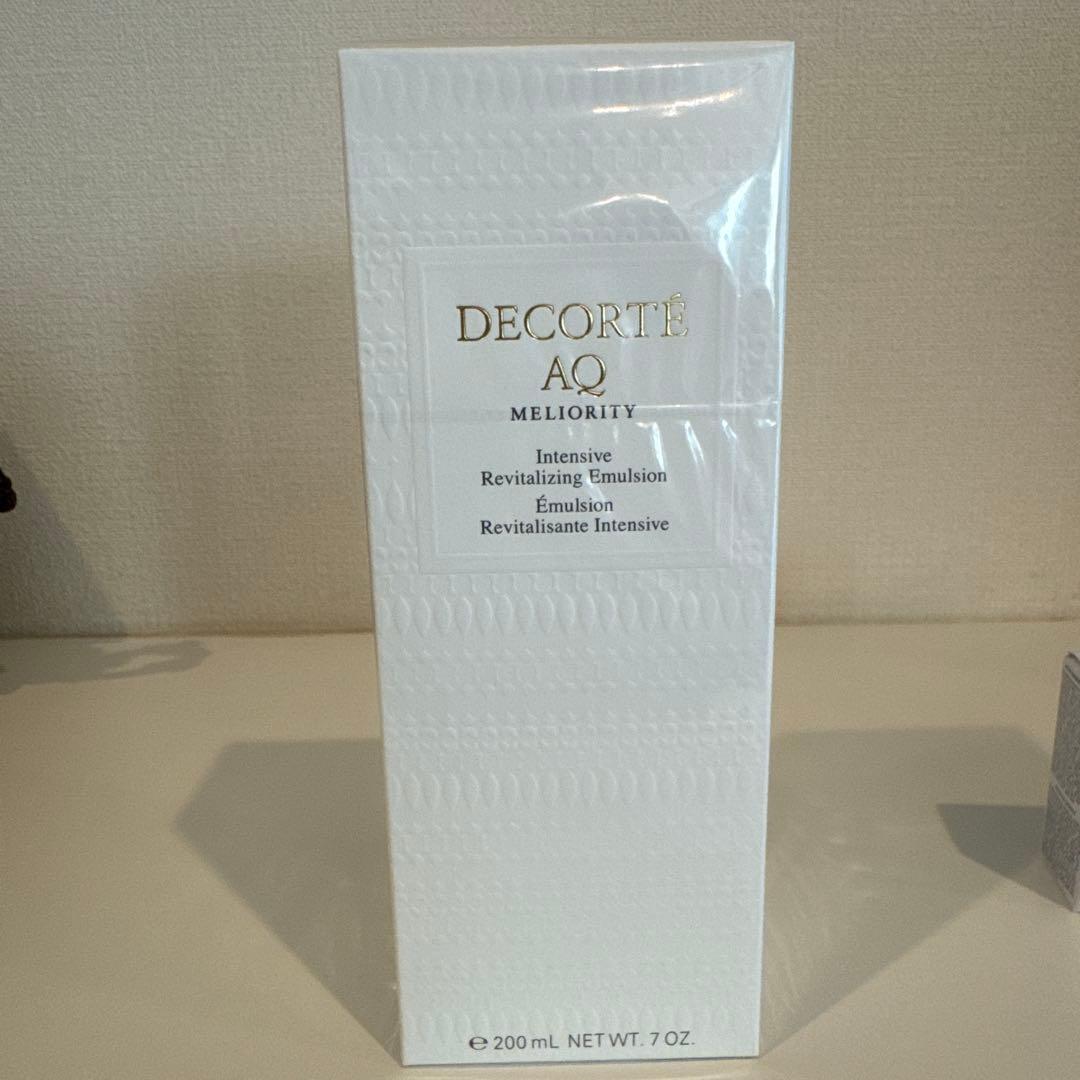 DECORTÉ
AQ
MELIORITY
Intensive
Revitalizing Emulsion
Émulsion
Revitalisante Intensive
℮ 200 mL NET WT. 7 OZ.